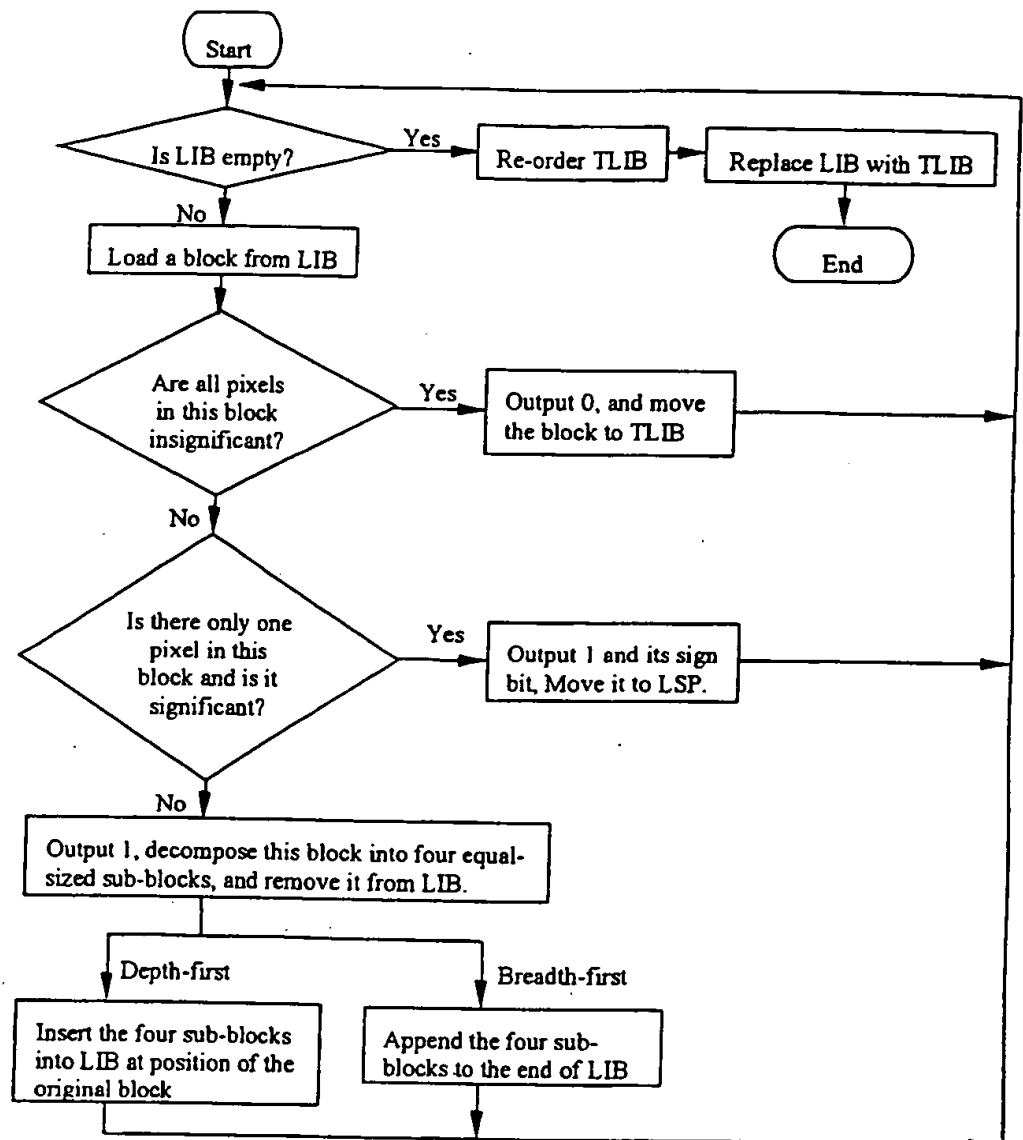 Start
Is LIB empty?
Yes
Re-order TLIB
Replace LIB with TLIB
No
Load a block from LIB
End
Are all pixels
in this block
insignificant?
Yes
Output 0, and move
the block to TLIB
No
Is there only one
pixel in this
block and is it
significant?
Yes
Output 1 and its sign
bit, Move it to LSP.
No
Output 1, decompose this block into four equal-
sized sub-blocks, and remove it from LIB.
Depth-first
Breadth-first
Insert the four sub-blocks
into LIB at position of the
original block
Append the four sub-
blocks to the end of LIB